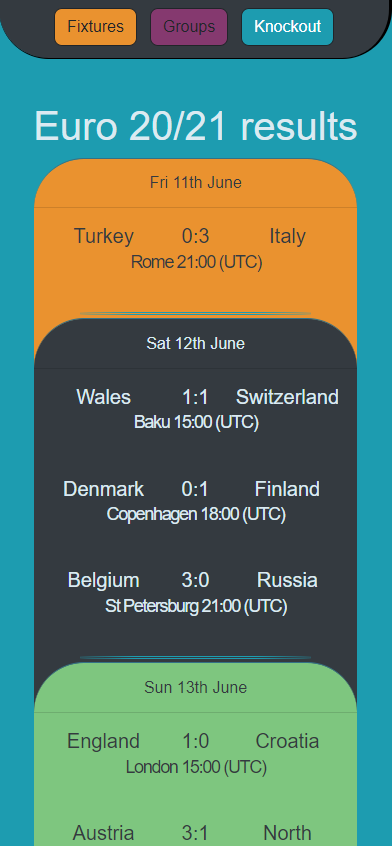 Fixtures Groups Knockout
Euro 20/21 results
Fri 11th June
Turkey 0:3 Italy
Rome 21:00 (UTC)
Sat 12th June
Wales 1:1 Switzerland
Baku 15:00 (UTC)
Denmark 0:1 Finland
Copenhagen 18:00 (UTC)
Belgium 3:0 Russia
St Petersburg 21:00 (UTC)
Sun 13th June
England 1:0 Croatia
London 15:00 (UTC)
Austria 3:1 North